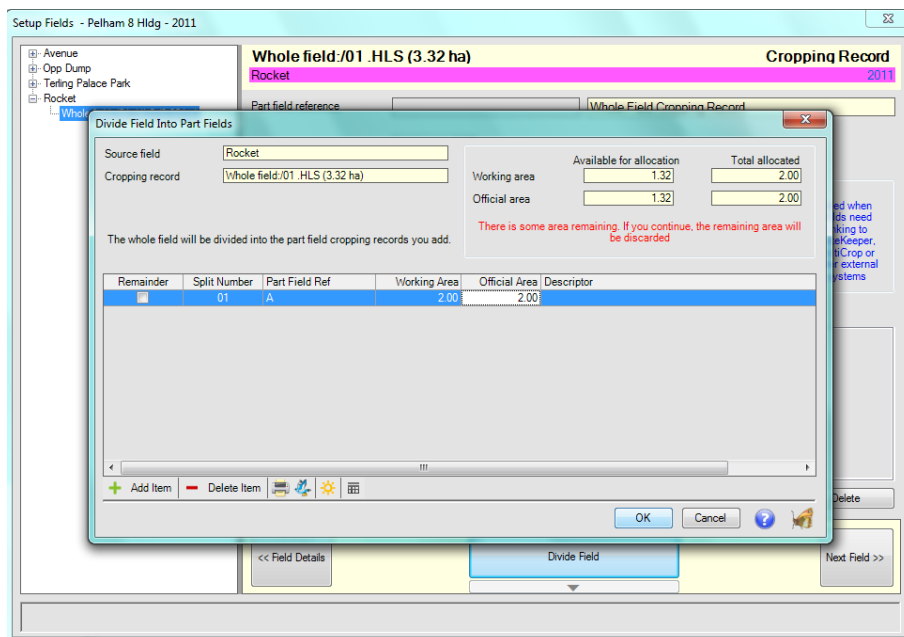 Setup Fields - Pelham 8 Hldg - 2011
Avenue
Opp Dump
Terling Palace Park
Rocket
Whole
Whole field:/01 .HLS (3.32 ha)
Cropping Record
Rocket
2011
Part field reference
Whole Field Cropping Record
Divide Field Into Part Fields
Source field
Rocket
Cropping record
Whole field:/01 .HLS (3.32 ha)
Available for allocation
Total allocated
Working area
1.32
2.00
Official area
1.32
2.00
There is some area remaining. If you continue, the remaining area will
be discarded
The whole field will be divided into the part field cropping records you add.
ed when
lds need
king to
eKeeper,
tiCrop or
r external
ystems
Remainder
Split Number
Part Field Ref
Working Area
Official Area
Descriptor
01
A
2.00
2.00
Add Item
Delete Item
OK
Cancel
Delete
<< Field Details
Divide Field
Next Field >>